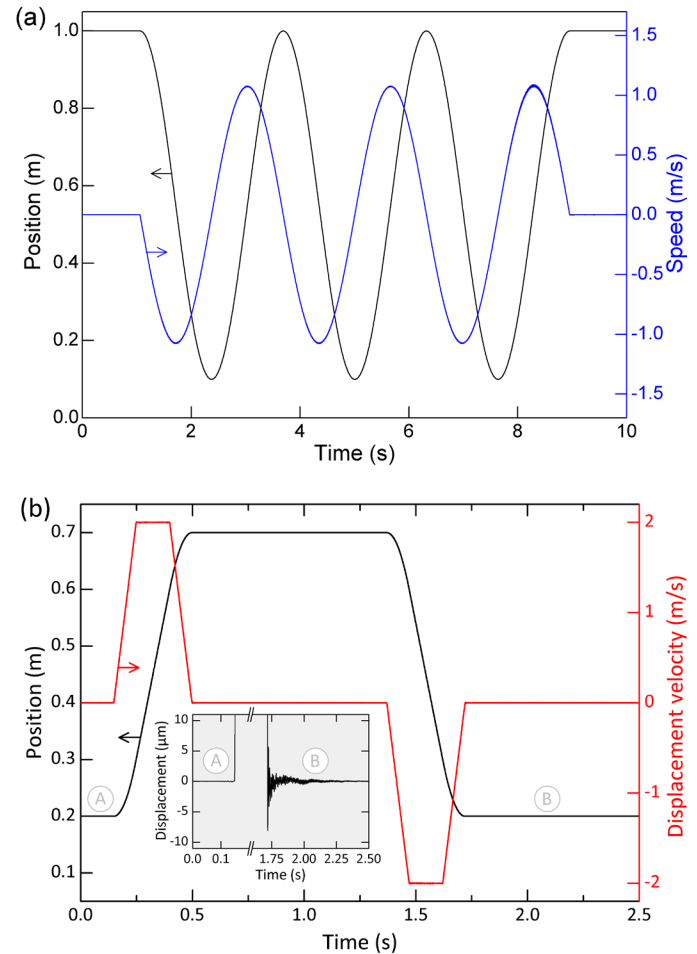 (a)
1.0
0.8
0.6
0.4
0.2
0.0
Position (m)
1.5
1.0
0.5
0.0
-0.5
-1.0
-1.5
Speed (m/s)
0 2 4 6 8 10
Time (s)
(b)
0.7
0.6
0.5
0.4
0.3
0.2
0.1
Position (m)
2
1
0
-1
-2
Displacement velocity (m/s)
A
B
10
5
0
-5
-10
Displacement (μm)
A
B
0.0 0.1 1.75 2.00 2.25 2.50
Time (s)
0.0 0.5 1.0 1.5 2.0 2.5
Time (s)